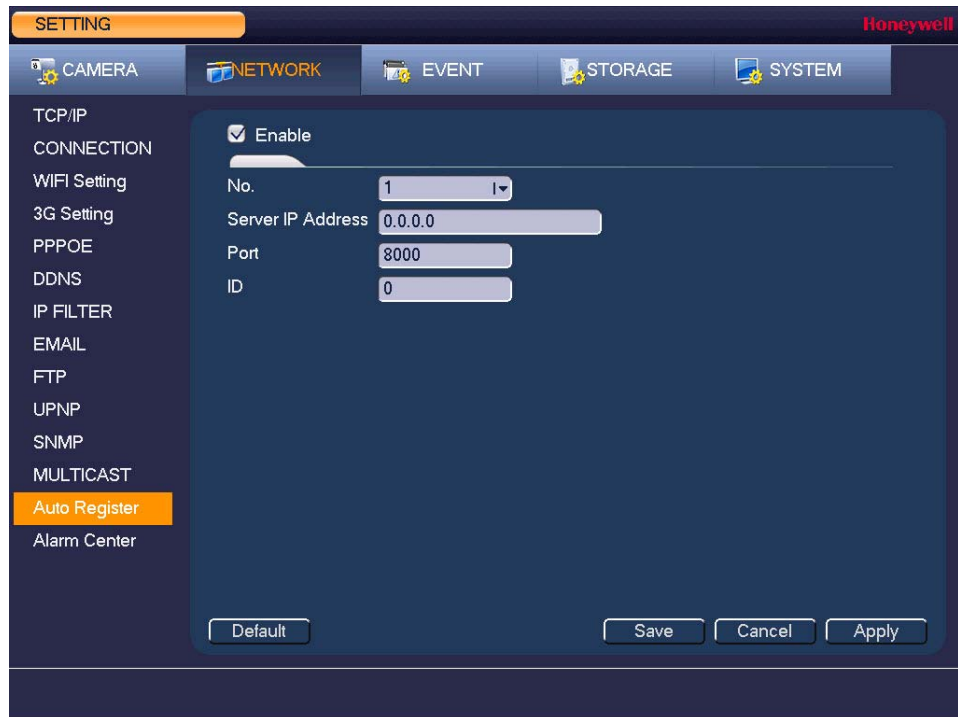 SETTING
Honeywell
CAMERA
NETWORK
EVENT
STORAGE
SYSTEM
TCP/IP
CONNECTION
WIFI Setting
3G Setting
PPPOE
DDNS
IP FILTER
EMAIL
FTP
UPNP
SNMP
MULTICAST
Auto Register
Alarm Center
Enable
No. 1
Server IP Address 0.0.0.0
Port 8000
ID 0
Default
Save
Cancel
Apply